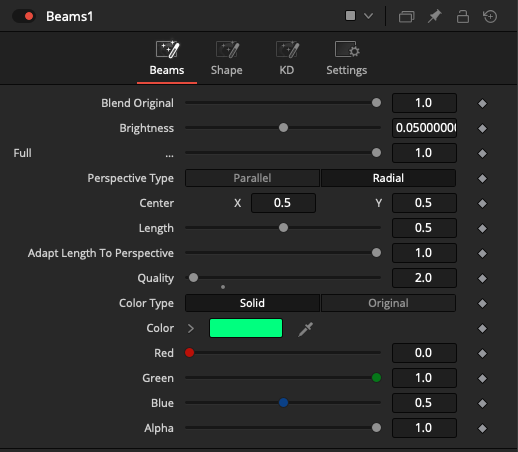 Beams1
Beams Shape KD Settings
Blend Original 1.0
Brightness 0.0500000
Full ... 1.0
Perspective Type Parallel Radial
Center X 0.5 Y 0.5
Length 0.5
Adapt Length To Perspective 1.0
Quality 2.0
Color Type Solid Original
Color
Red 0.0
Green 1.0
Blue 0.5
Alpha 1.0